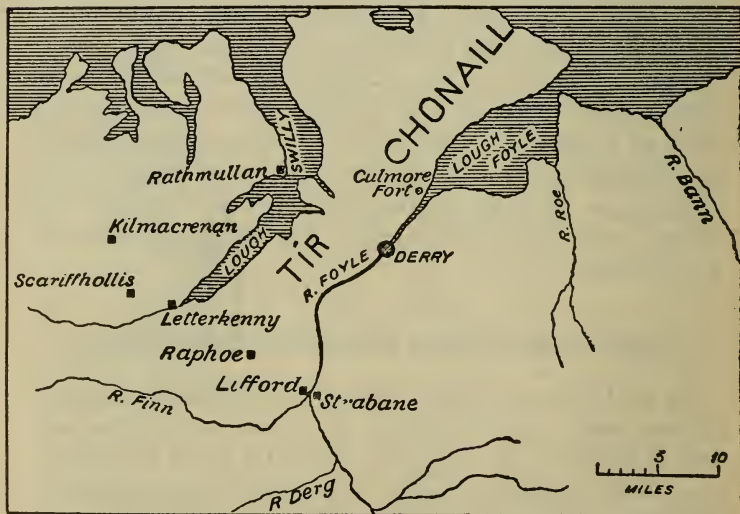 TÍR CHONAILL
LOUGH SWILLY
LOUGH FOYLE
Rathmullan
Culmore
Fort
R. Bann
R. ROE
Kilmacrenan
DERRY
R. FOYLE
Scariffhollis
Letterkenny
Raphoe
Lifford
Strabane
R. Finn
R Derg
5 10
MILES